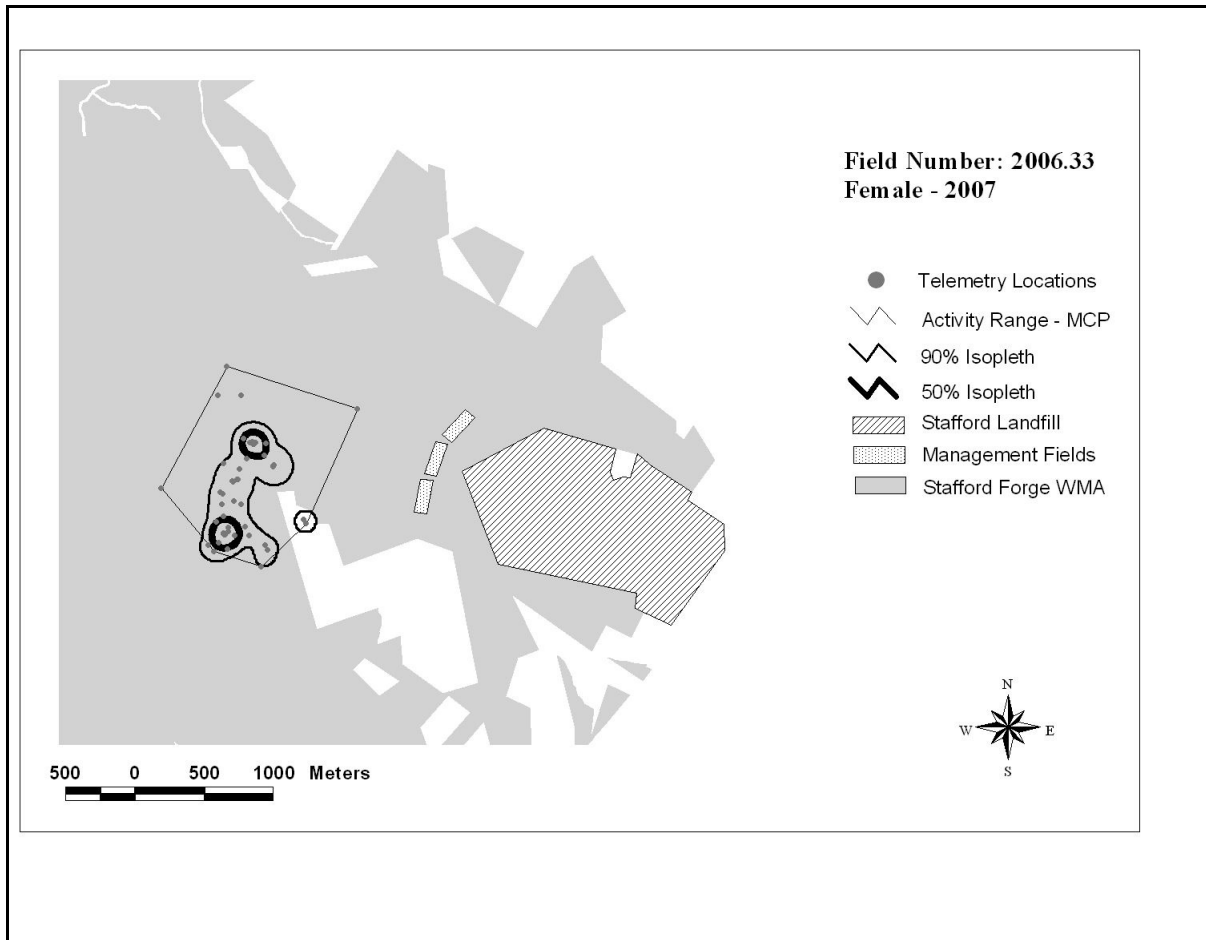 Field Number: 2006.33
Female - 2007
Telemetry Locations
Activity Range - MCP
90% Isopleth
50% Isopleth
Stafford Landfill
Management Fields
Stafford Forge WMA
N
W E
S
500 0 500 1000 Meters